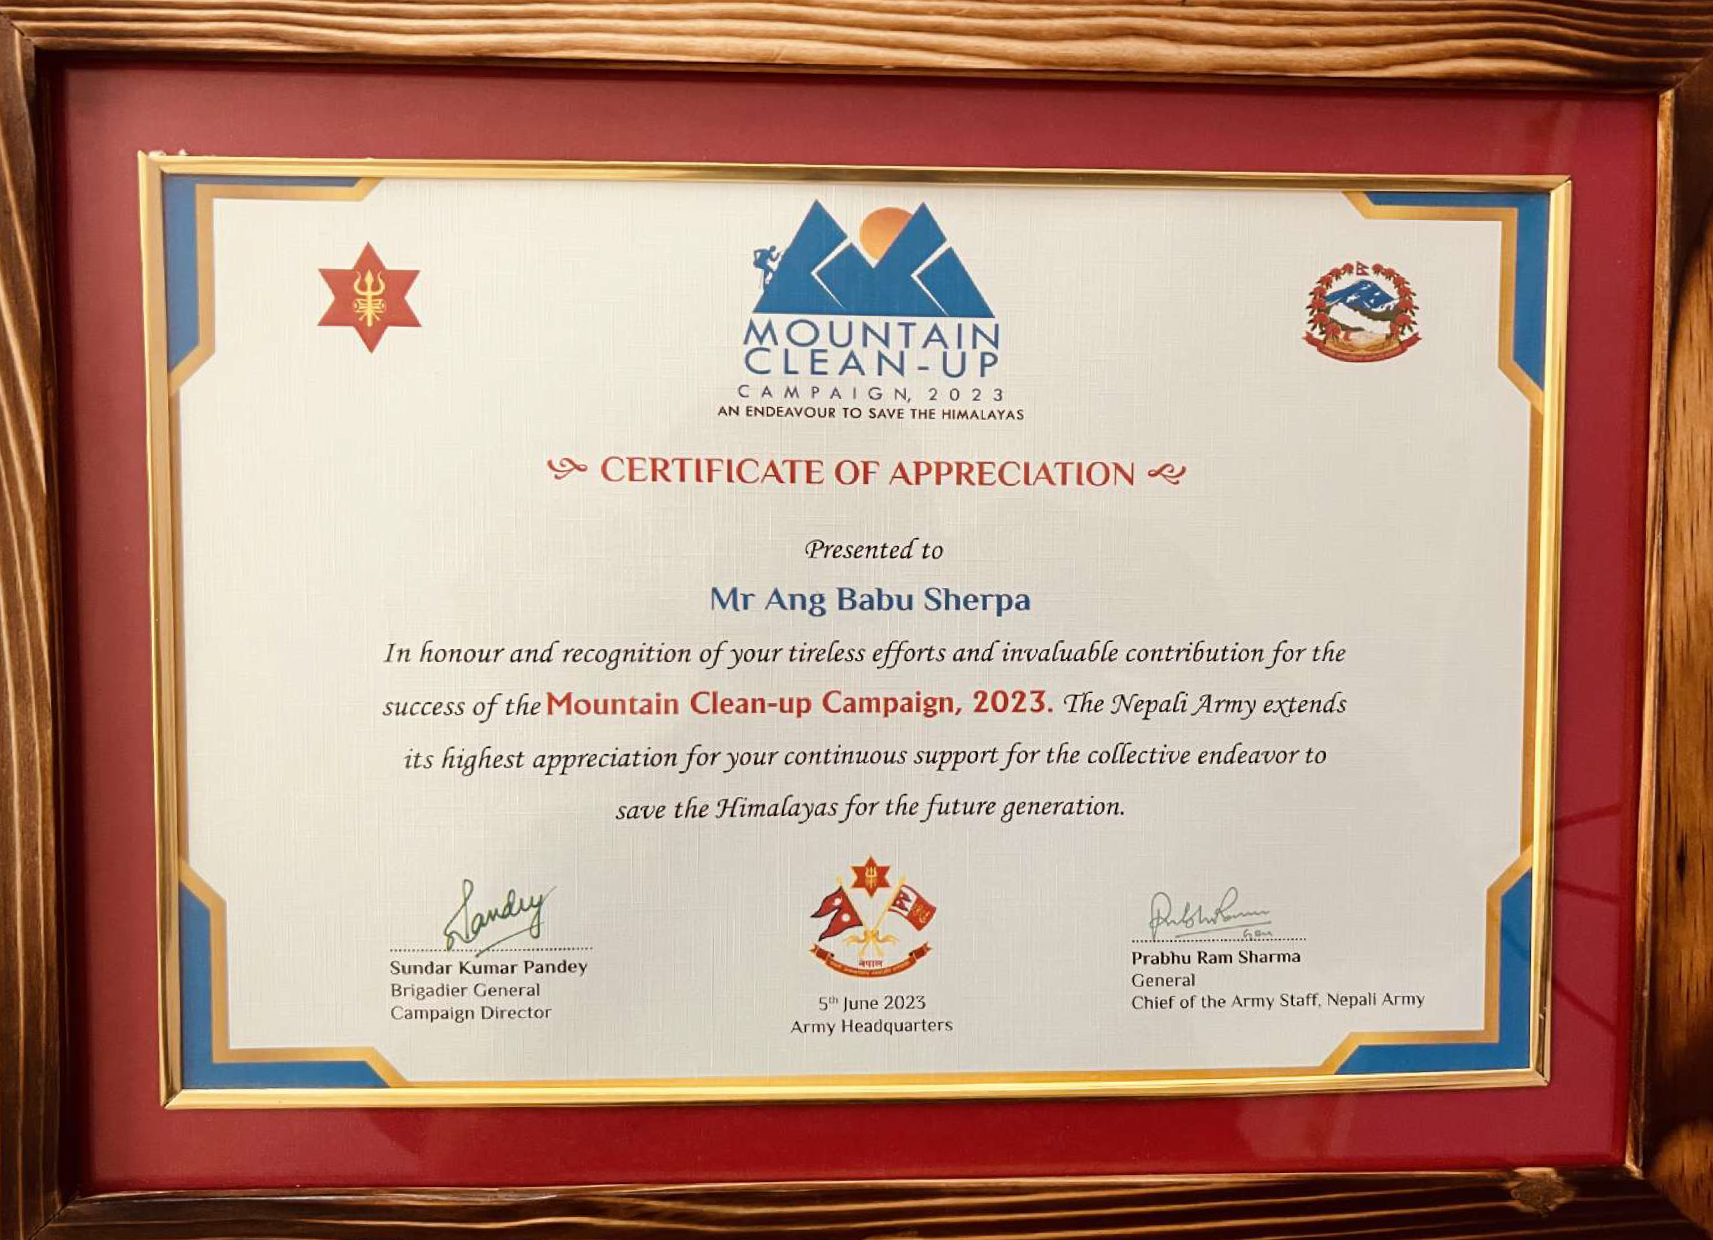 MOUNTAIN
CLEAN-UP
CAMPAIGN, 2023
AN ENDEAVOUR TO SAVE THE HIMALAYAS
CERTIFICATE OF APPRECIATION
Presented to
Mr Ang Babu Sherpa
In honour and recognition of your tireless efforts and invaluable contribution for the
success of the Mountain Clean-up Campaign, 2023. The Nepali Army extends
its highest appreciation for your continuous support for the collective endeavor to
save the Himalayas for the future generation.
Sundar Kumar Pandey
Brigadier General
Campaign Director
नेपाल
5th June 2023
Army Headquarters
Prabhu Ram Sharma
General
Chief of the Army Staff, Nepali Army